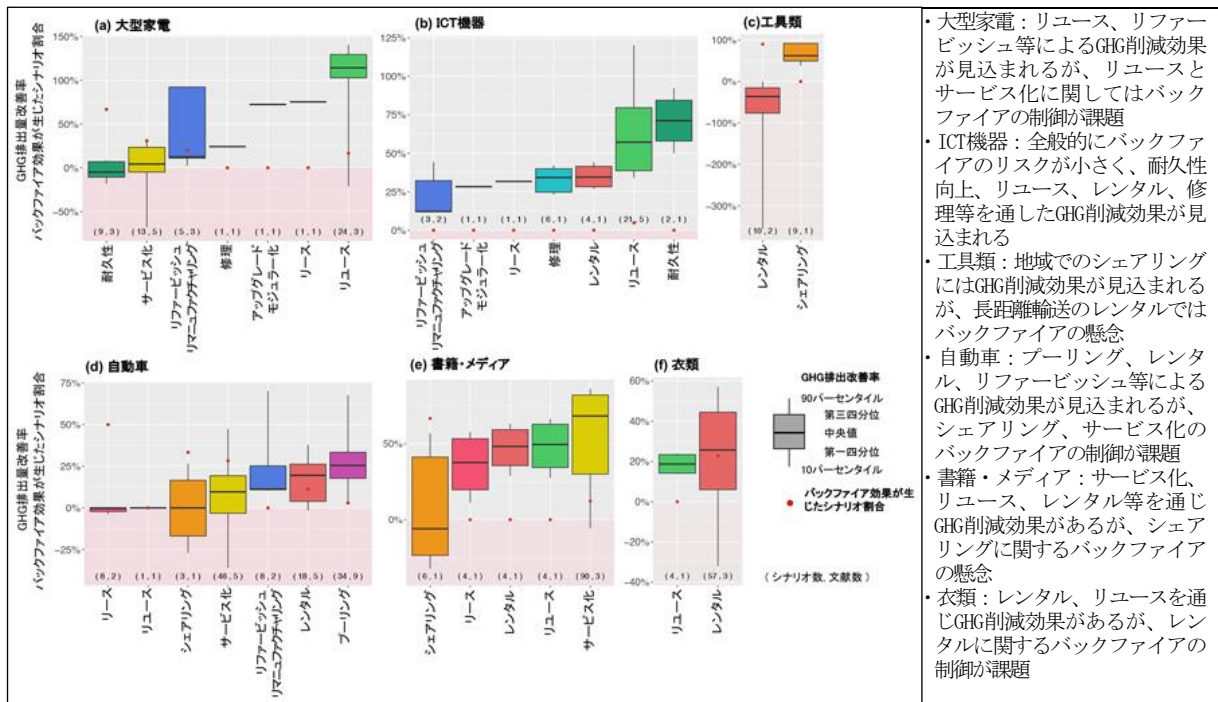 (a) 大型家電
GHG排出量改善率
バックファイア効果が生じたシナリオ割合
150%
100%
50%
0%
−50%
(9,3)
(13,5)
(5,3)
(1,1)
(1,1)
(1,1)
(24,3)
耐久性
サービス化
リファービッシュ
リマニュファクチャリング
修理
アップグレード
モジュラー化
リース
リユース
(b) ICT機器
125%
100%
75%
50%
25%
0%
(3,2)
(1,1)
(1,1)
(6,1)
(4,1)
(21,5)
(2,1)
リファービッシュ
リマニュファクチャリング
アップグレード
モジュラー化
リース
修理
レンタル
リユース
耐久性
(c)工具類
100%
0%
−100%
−200%
−300%
(10,2)
(9,1)
レンタル
シェアリング
(d) 自動車
GHG排出量改善率
バックファイア効果が生じたシナリオ割合
75%
50%
25%
0%
−25%
(8,2)
(1,1)
(3,1)
(46,5)
(8,2)
(18,5)
(34,9)
リース
リユース
シェアリング
サービス化
リファービッシュ
リマニュファクチャリング
レンタル
プーリング
(e) 書籍・メディア
50%
0%
(6,1)
(4,1)
(4,1)
(4,1)
(90,3)
シェアリング
リース
レンタル
リユース
サービス化
(f) 衣類
60%
40%
20%
0%
20%
−40%
(4,1)
(57,3)
リユース
レンタル
GHG排出改善率
90パーセンタイル
第三四分位
中央値
第一四分位
10パーセンタイル
バックファイア効果が生
じたシナリオ割合
(シナリオ数, 文献数)
・大型家電：リユース、リファー
ビッシュ等によるGHG削減効果
が見込まれるが、リユースと
サービス化に関してはバック
ファイアの制御が課題
・ICT機器：全般的にバックファ
イアのリスクが小さく、耐久性
向上、リユース、レンタル、修
理等を通したGHG削減効果が見
込まれる
・工具類：地域でのシェアリング
にはGHG削減効果が見込まれる
が、長距離輸送のレンタルでは
バックファイアの懸念
・自動車：プーリング、レンタ
ル、リファービッシュ等による
GHG削減効果が見込まれるが、
シェアリング、サービス化の
バックファイアの制御が課題
・書籍・メディア：サービス化、
リユース、レンタル等を通じ
GHG削減効果があるが、シェア
リングに関するバックファイア
の懸念
・衣類：レンタル、リユースを通
じGHG削減効果があるが、レン
タルに関するバックファイアの
制御が課題